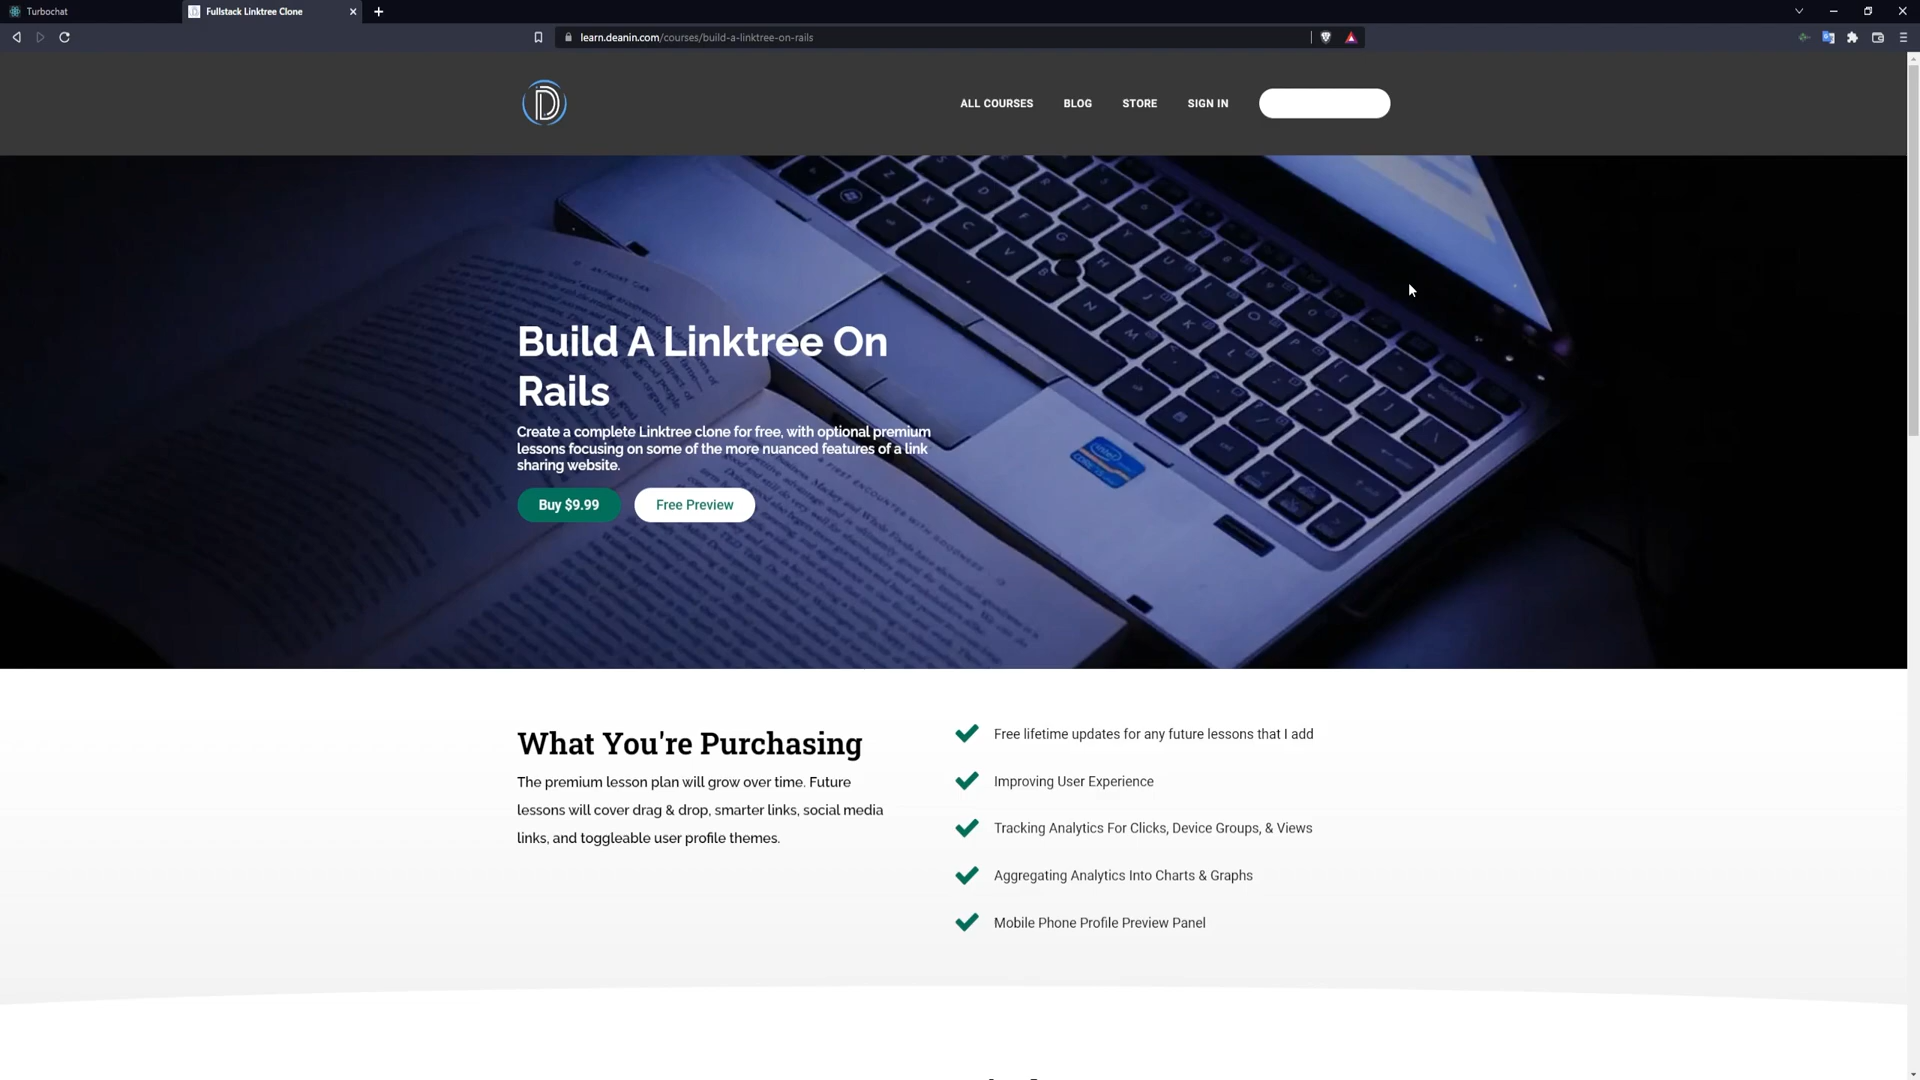 Turbochat
Fullstack Linktree Clone
learn.deanin.com/courses/build-a-linktree-on-rails
D
ALL COURSES
BLOG
STORE
SIGN IN
Build A Linktree On
Rails
Create a complete Linktree clone for free, with optional premium
lessons focusing on some of the more nuanced features of a link
sharing website.
Buy $9.99
Free Preview
intel
CORE i5
What You're Purchasing
The premium lesson plan will grow over time. Future
lessons will cover drag & drop, smarter links, social media
links, and toggleable user profile themes.
Free lifetime updates for any future lessons that I add
Improving User Experience
Tracking Analytics For Clicks, Device Groups, & Views
Aggregating Analytics Into Charts & Graphs
Mobile Phone Profile Preview Panel